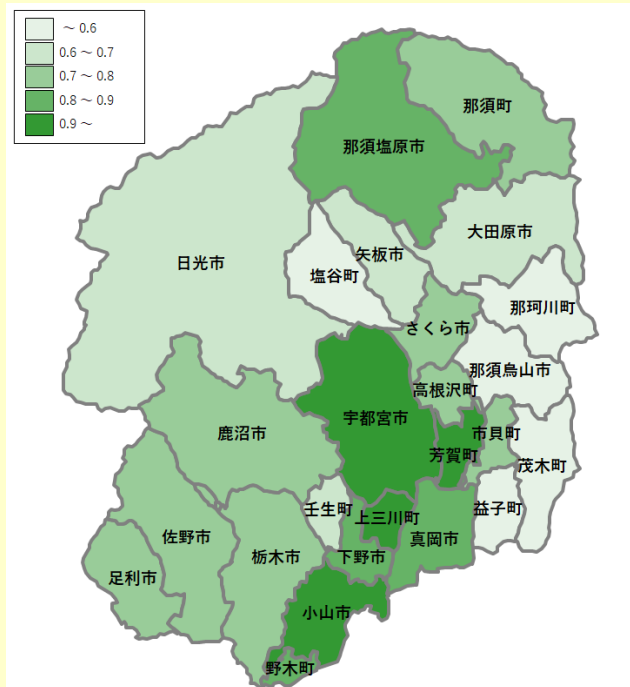 ～ 0.6
0.6 ～ 0.7
0.7 ～ 0.8
0.8 ～ 0.9
0.9 ～
那須町
那須塩原市
大田原市
矢板市
日光市
塩谷町
那珂川町
さくら市
那須烏山市
高根沢町
宇都宮市
市貝町
鹿沼市
芳賀町
茂木町
壬生町
益子町
上三川町
佐野市
真岡市
栃木市
下野市
足利市
小山市
野木町